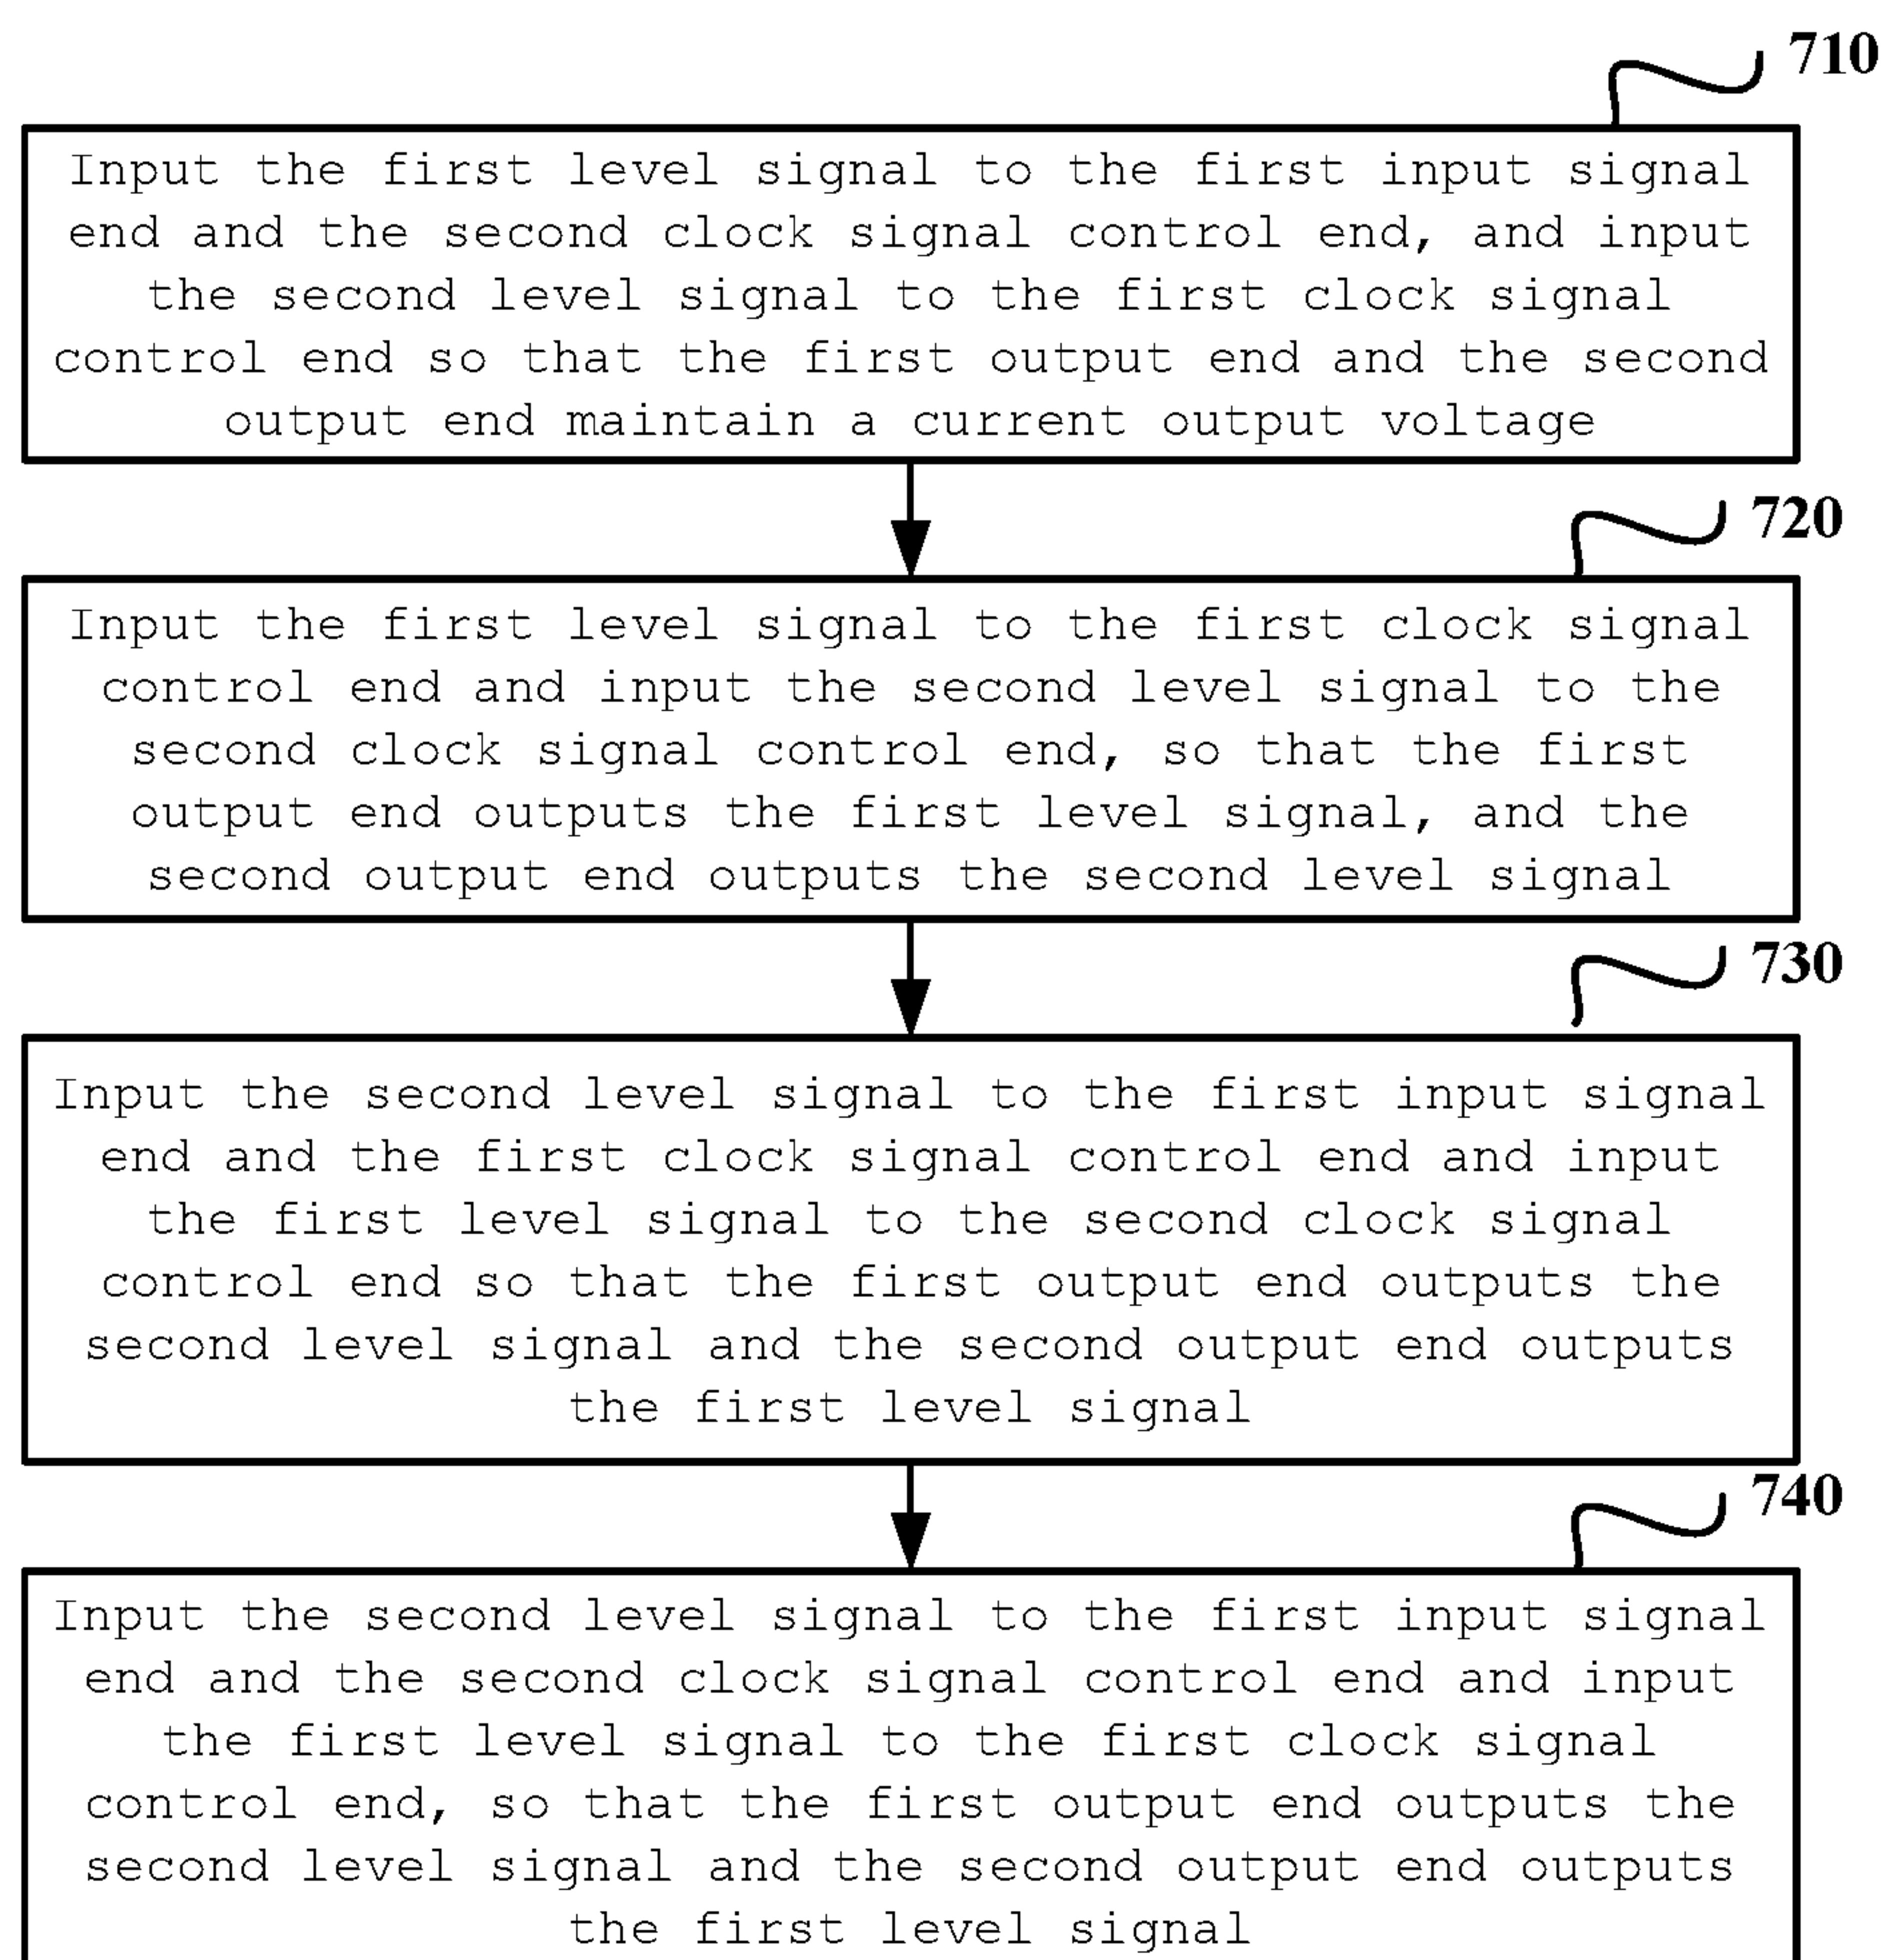 710
Input the first level signal to the first input signal
end and the second clock signal control end, and input
the second level signal to the first clock signal
control end so that the first output end and the second
output end maintain a current output voltage
720
Input the first level signal to the first clock signal
control end and input the second level signal to the
second clock signal control end, so that the first
output end outputs the first level signal, and the
second output end outputs the second level signal
730
Input the second level signal to the first input signal
end and the first clock signal control end and input
the first level signal to the second clock signal
control end so that the first output end outputs the
second level signal and the second output end outputs
the first level signal
740
Input the second level signal to the first input signal
end and the second clock signal control end and input
the first level signal to the first clock signal
control end, so that the first output end outputs the
second level signal and the second output end outputs
the first level signal